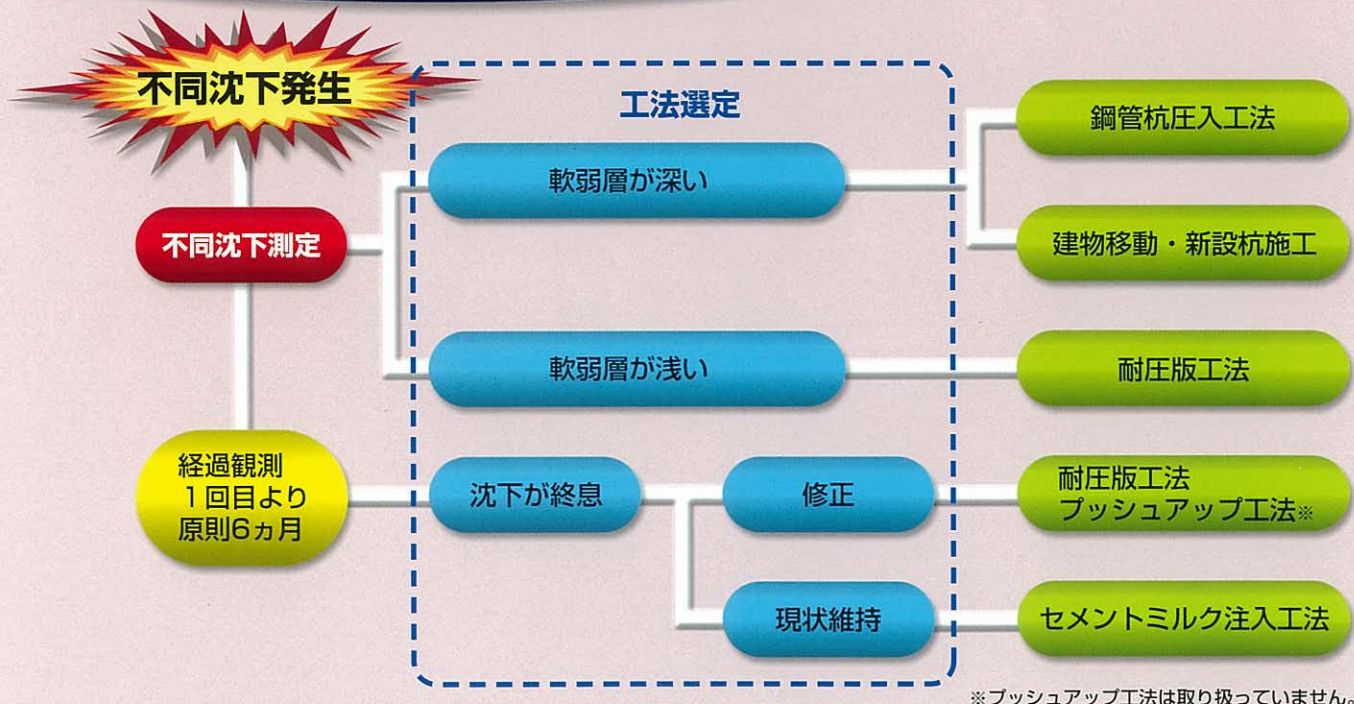 不同沈下発生
工法選定
軟弱層が深い
鋼管杭圧入工法
不同沈下測定
建物移動・新設杭施工
軟弱層が浅い
耐圧版工法
経過観測
1回目より
原則6ヵ月
沈下が終息
修正
耐圧版工法
プッシュアップ工法※
現状維持
セメントミルク注入工法
※プッシュアップ工法は取り扱っていません。